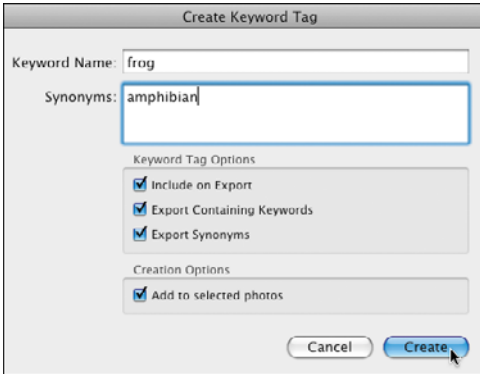 Create Keyword Tag
Keyword Name: frog
Synonyms: amphibian
Keyword Tag Options
Include on Export
Export Containing Keywords
Export Synonyms
Creation Options
Add to selected photos
Cancel Create